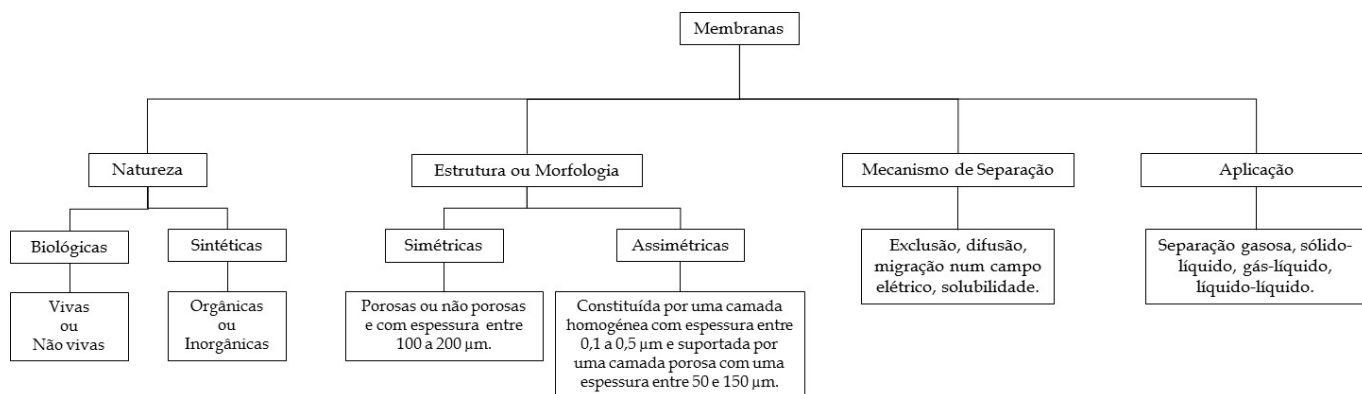 Membranas
Natureza
Estrutura ou Morfologia
Mecanismo de Separação
Aplicação
Biológicas
Sintéticas
Simétricas
Assimétricas
Exclusão, difusão,
migração num campo
elétrico, solubilidade.
Separação gasosa, sólido-
líquido, gás-líquido,
líquido-líquido.
Vivas
ou
Não vivas
Orgânicas
ou
Inorgânicas
Porosas ou não porosas
e com espessura entre
100 a 200 µm.
Constituída por uma camada
homogénea com espessura entre
0,1 a 0,5 µm e suportada por
uma camada porosa com uma
espessura entre 50 e 150 µm.